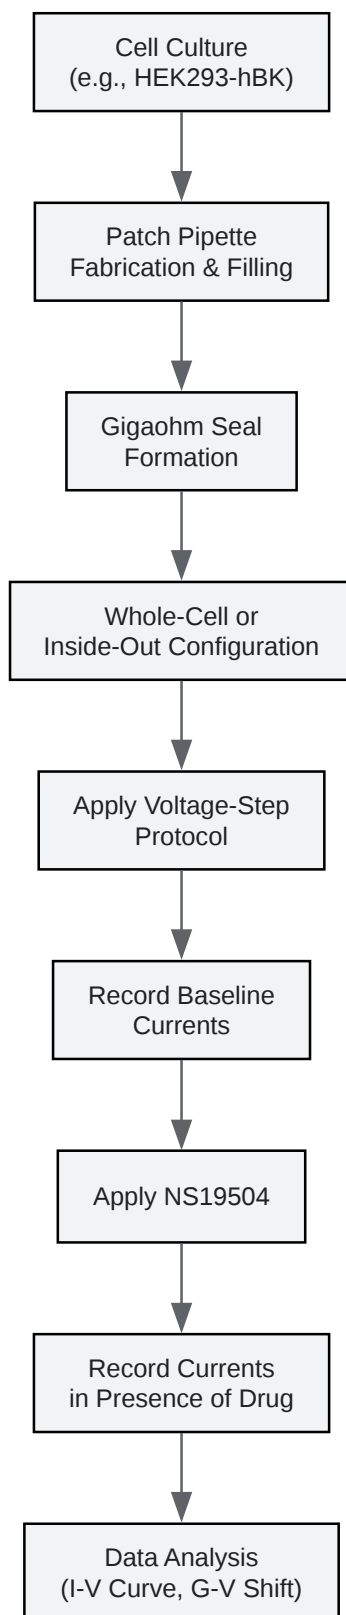 Cell Culture
(e.g., HEK293-hBK)
Patch Pipette
Fabrication & Filling
Gigaohm Seal
Formation
Whole-Cell or
Inside-Out Configuration
Apply Voltage-Step
Protocol
Record Baseline
Currents
Apply NS19504
Record Currents
in Presence of Drug
Data Analysis
(I-V Curve, G-V Shift)